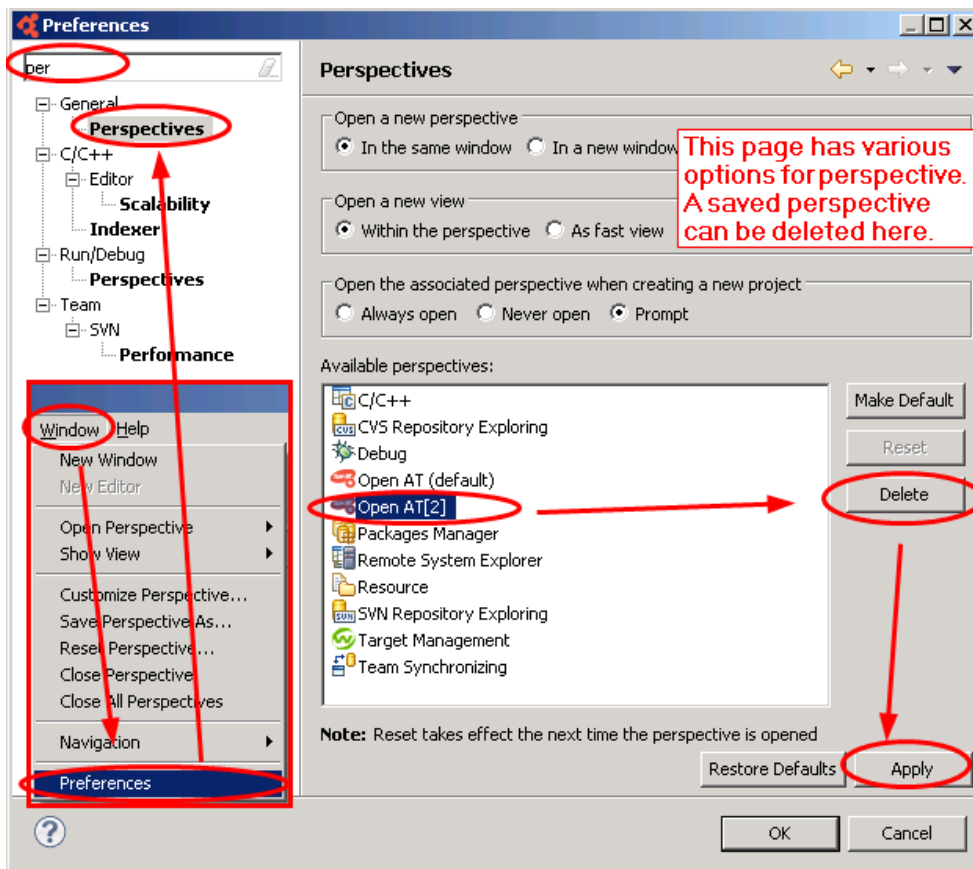 Preferences
per
General
Perspectives
C/C++
Editor
Scalability
Indexer
Run/Debug
Perspectives
Team
SVN
Performance
Window Help
New Window
New Editor
Open Perspective
Show View
Customize Perspective...
Save Perspective As...
Reset Perspective...
Close Perspective
Close All Perspectives
Navigation
Preferences
Perspectives
Open a new perspective
In the same window In a new window
This page has various
options for perspective.
A saved perspective
can be deleted here.
Open a new view
Within the perspective As fast view
Open the associated perspective when creating a new project
Always open Never open Prompt
Available perspectives:
C/C++
CVS Repository Exploring
Debug
Open AT (default)
Open AT[2]
Packages Manager
Remote System Explorer
Resource
SVN Repository Exploring
Target Management
Team Synchronizing
Make Default
Reset
Delete
Note: Reset takes effect the next time the perspective is opened
Restore Defaults Apply
OK Cancel